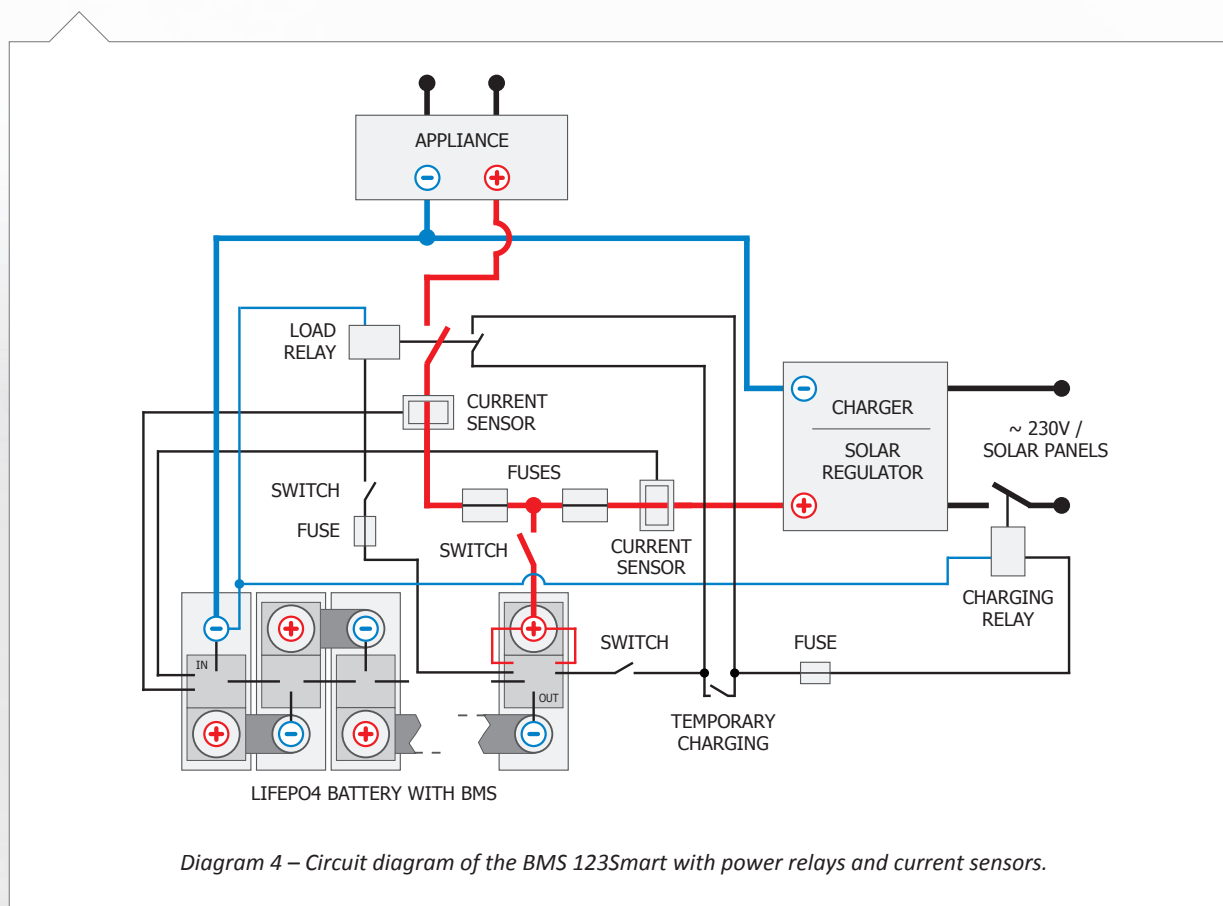 APPLIANCE
LOAD
RELAY
CURRENT
SENSOR
CHARGER
SOLAR
REGULATOR
~ 230V /
SOLAR PANELS
FUSES
SWITCH
FUSE
SWITCH
CURRENT
SENSOR
CHARGING
RELAY
SWITCH
FUSE
IN
OUT
TEMPORARY
CHARGING
LIFEPO4 BATTERY WITH BMS
Diagram 4 – Circuit diagram of the BMS 123Smart with power relays and current sensors.